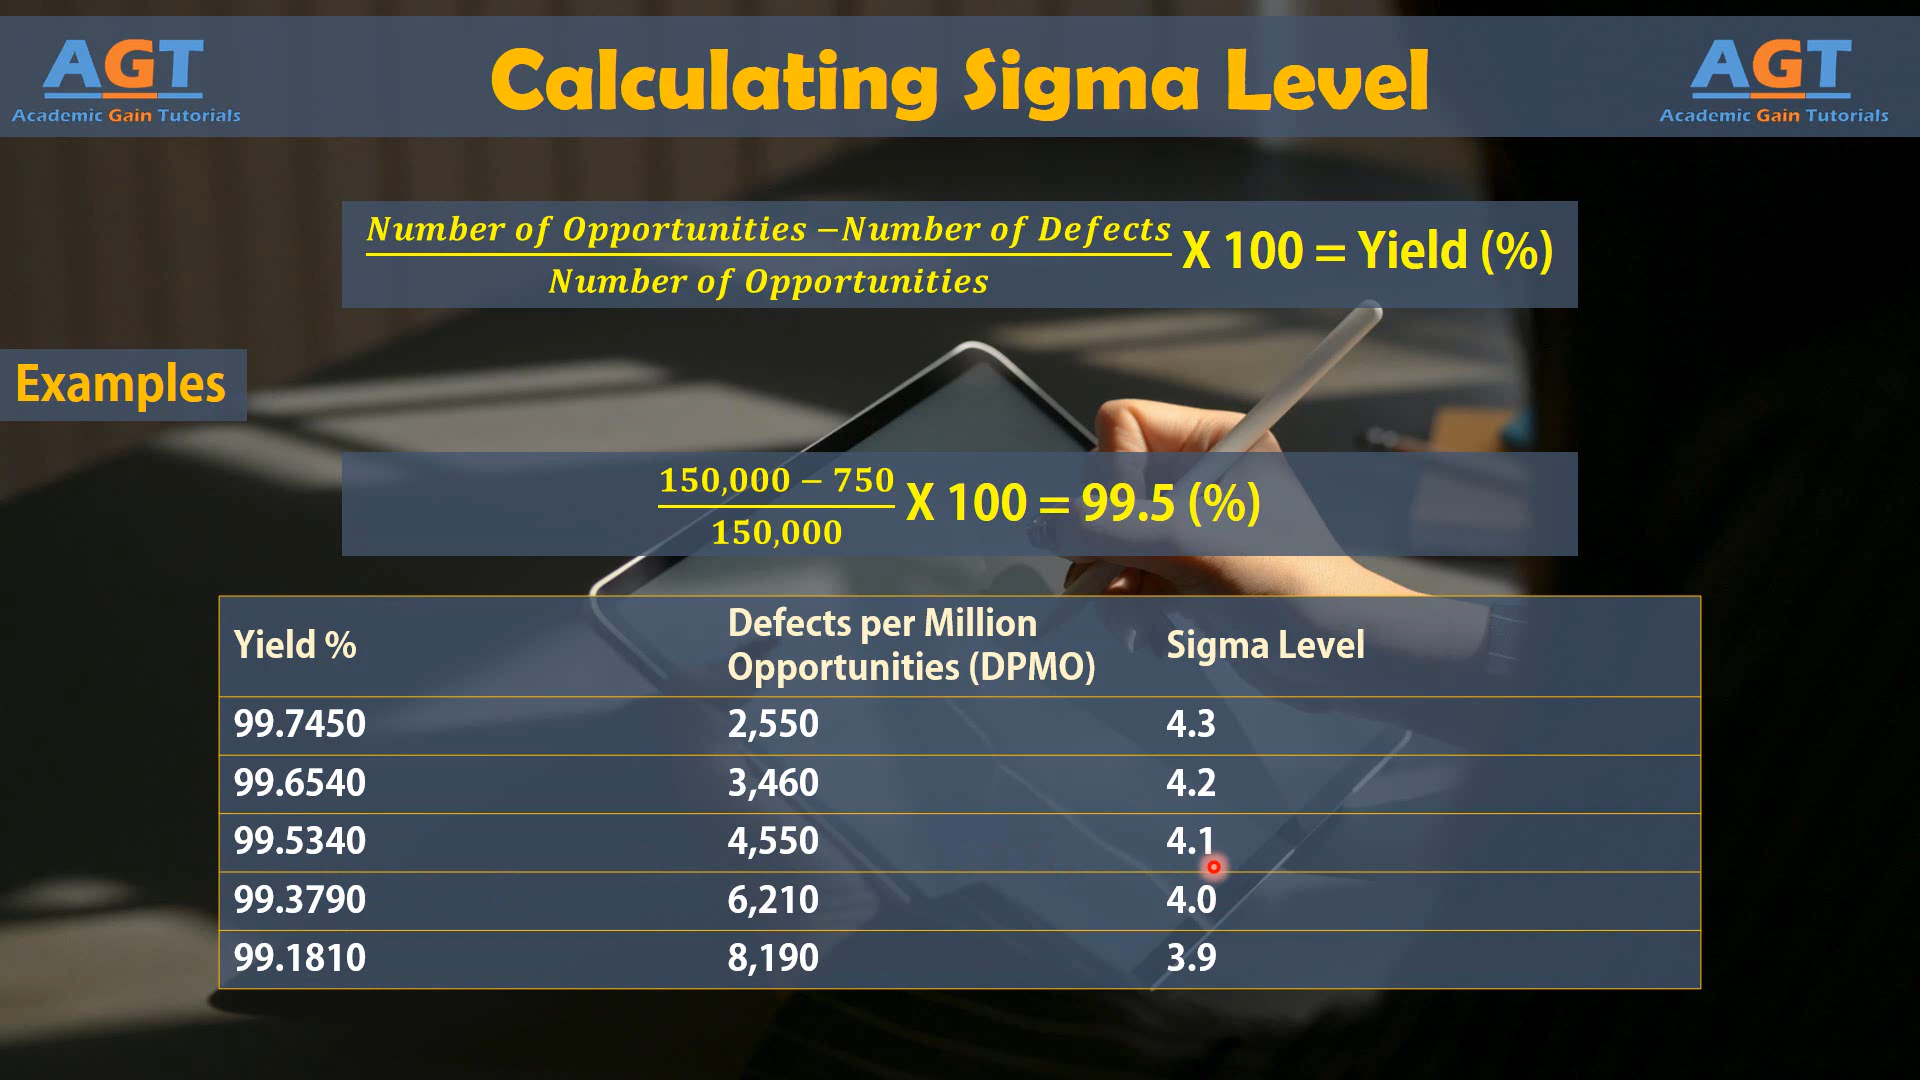 AGT
Academic Gain Tutorials
Calculating Sigma Level
AGT
Academic Gain Tutorials
Number of Opportunities −Number of Defects
Number of Opportunities
X 100 = Yield (%)
Examples
150,000 − 750
150,000
X 100 = 99.5 (%)
Yield % Defects per Million Opportunities (DPMO) Sigma Level
99.7450 2,550 4.3
99.6540 3,460 4.2
99.5340 4,550 4.1
99.3790 6,210 4.0
99.1810 8,190 3.9